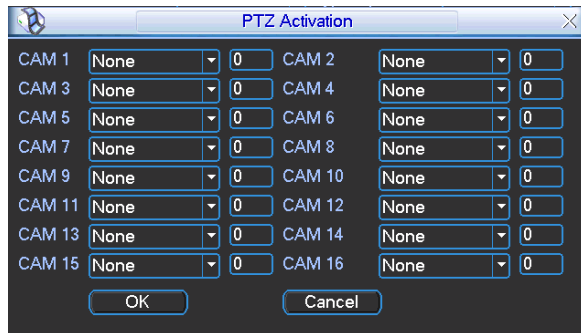 PTZ Activation
CAM 1 None 0 CAM 2 None 0
CAM 3 None 0 CAM 4 None 0
CAM 5 None 0 CAM 6 None 0
CAM 7 None 0 CAM 8 None 0
CAM 9 None 0 CAM 10 None 0
CAM 11 None 0 CAM 12 None 0
CAM 13 None 0 CAM 14 None 0
CAM 15 None 0 CAM 16 None 0
OK Cancel